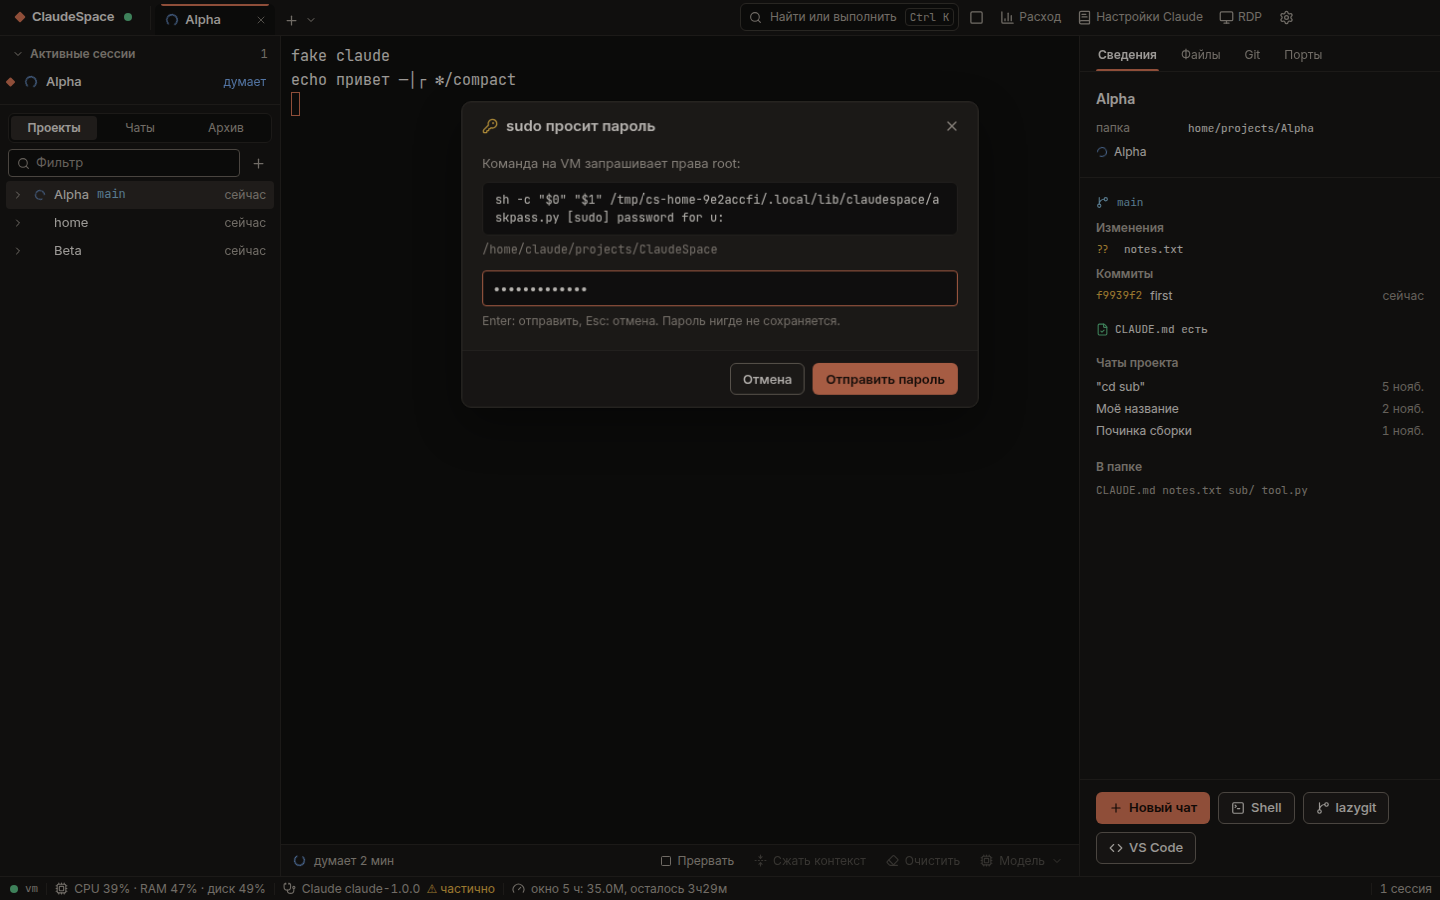 ClaudeSpace
Alpha
Найти или выполнить Ctrl K
Расход
Настройки Claude
RDP
Активные сессии 1
Alpha думает
Проекты Чаты Архив
Фильтр
Alpha main сейчас
home сейчас
Beta сейчас
fake claude
echo привет ─│┌ ✻/compact
sudo просит пароль
Команда на VM запрашивает права root:
sh -c "$0" "$1" /tmp/cs-home-9e2accfi/.local/lib/claudespace/a
skpass.py [sudo] password for u:
/home/claude/projects/ClaudeSpace
•••••••••••••
Enter: отправить, Esc: отмена. Пароль нигде не сохраняется.
Отмена Отправить пароль
думает 2 мин
Прервать Сжать контекст Очистить Модель
Сведения Файлы Git Порты
Alpha
папка home/projects/Alpha
Alpha
main
Изменения
?? notes.txt
Коммиты
f9939f2 first сейчас
CLAUDE.md есть
Чаты проекта
"cd sub" 5 нояб.
Моё название 2 нояб.
Починка сборки 1 нояб.
В папке
CLAUDE.md notes.txt sub/ tool.py
Новый чат Shell lazygit
VS Code
vm CPU 39% · RAM 47% · диск 49% Claude claude-1.0.0 ⚠ частично окно 5 ч: 35.0M, осталось 3ч29м 1 сессия